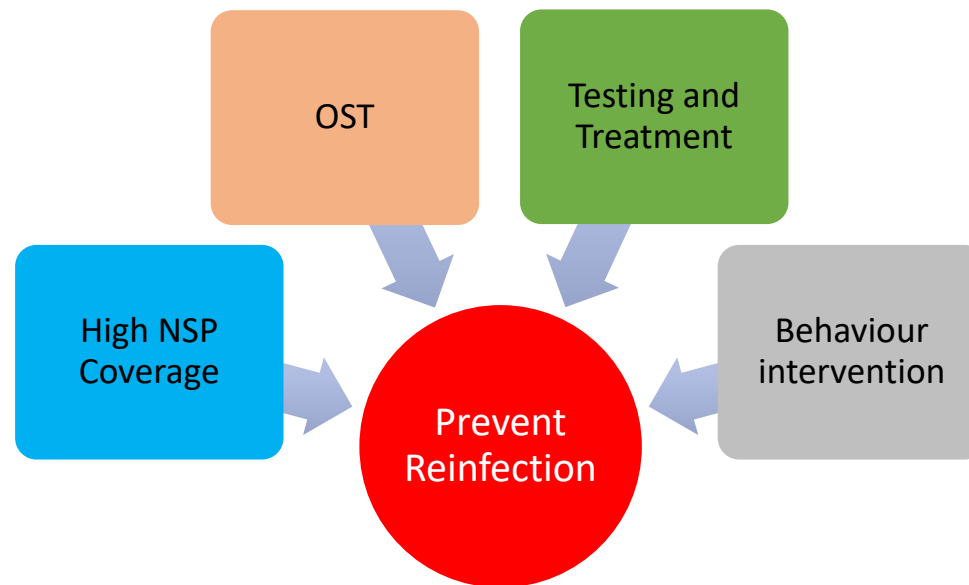 OST
Testing and
Treatment
High NSP
Coverage
Behaviour
intervention
Prevent
Reinfection